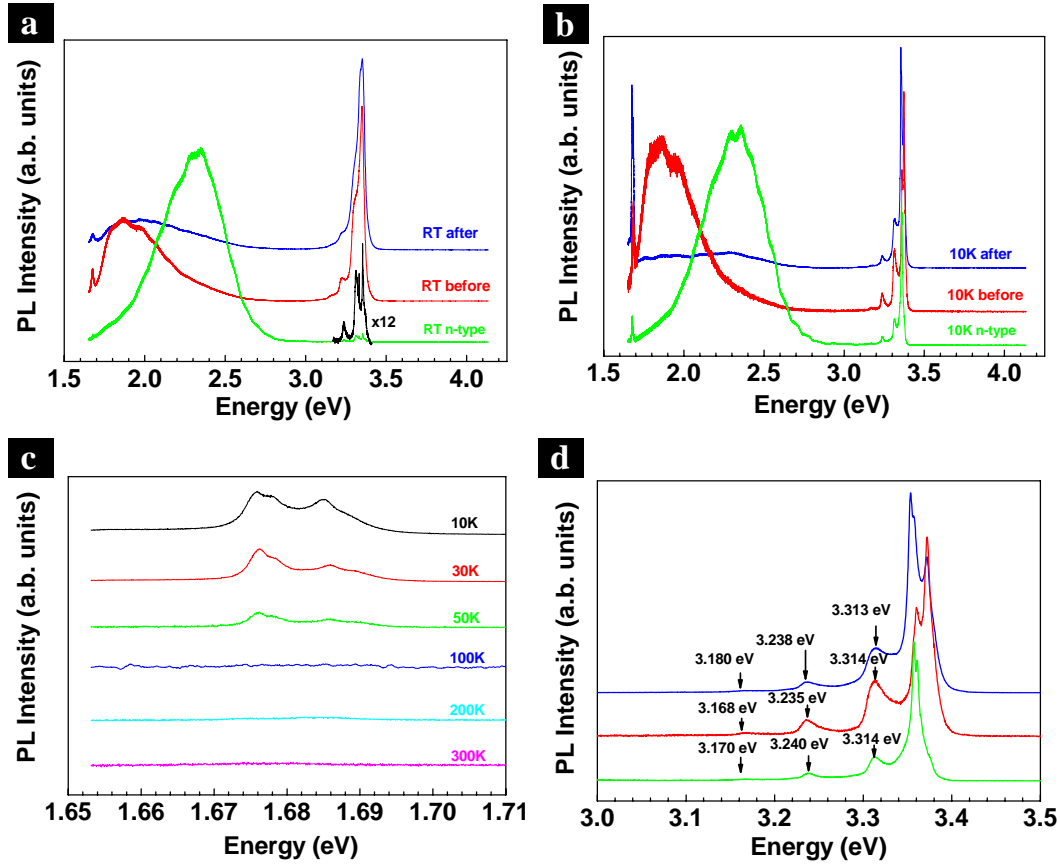 a
PL Intensity (a.b. units)
RT after
RT before
x12
RT n-type
1.5 2.0 2.5 3.0 3.5 4.0
Energy (eV)
b
PL Intensity (a.b. units)
10K after
10K before
10K n-type
1.5 2.0 2.5 3.0 3.5 4.0
Energy (eV)
c
PL Intensity (a.b. units)
10K
30K
50K
100K
200K
300K
1.65 1.66 1.67 1.68 1.69 1.70 1.71
Energy (eV)
d
PL Intensity (a.b. units)
3.313 eV
3.238 eV
3.180 eV
3.314 eV
3.235 eV
3.168 eV
3.314 eV
3.240 eV
3.170 eV
3.0 3.1 3.2 3.3 3.4 3.5
Energy (eV)